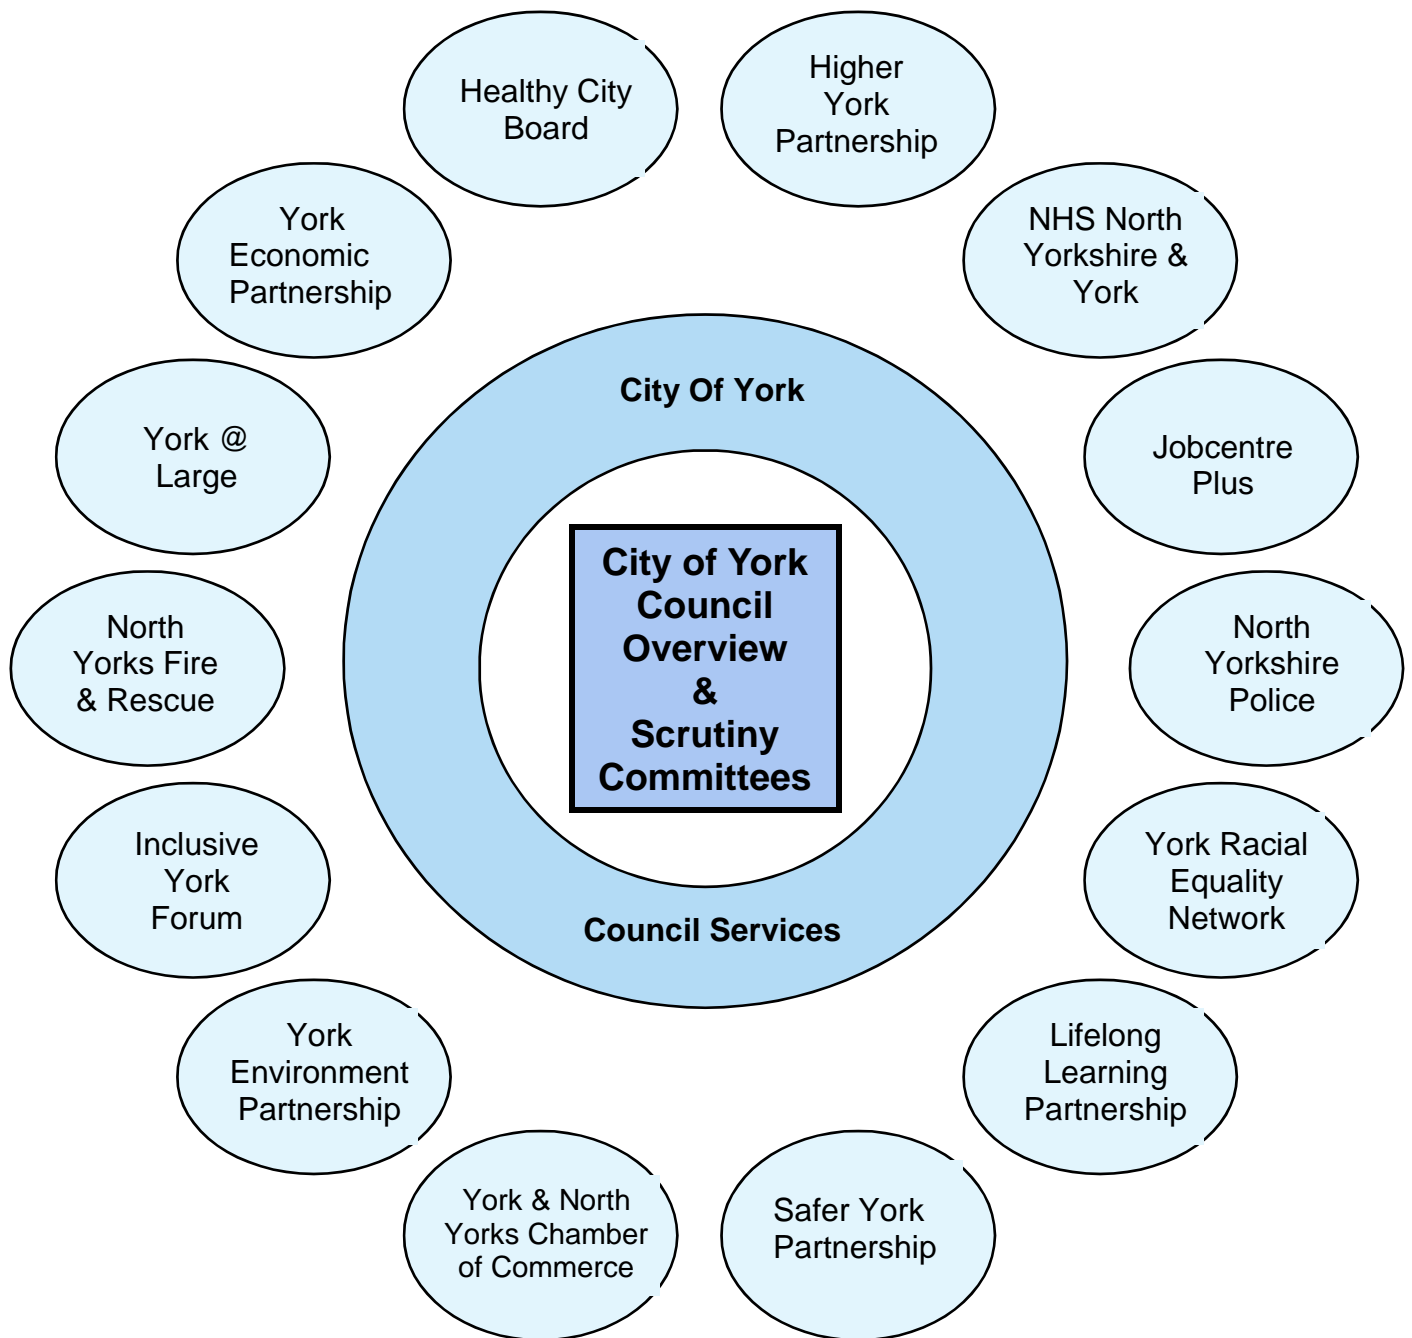 Healthy City
Board
Higher
York
Partnership
York
Economic
Partnership
NHS North
Yorkshire &
York
City Of York
York @
Large
Jobcentre
Plus
City of York
Council
Overview
&
Scrutiny
Committees
North
Yorks Fire
& Rescue
North
Yorkshire
Police
Inclusive
York
Forum
York Racial
Equality
Network
Council Services
York
Environment
Partnership
Lifelong
Learning
Partnership
York & North
Yorks Chamber
of Commerce
Safer York
Partnership